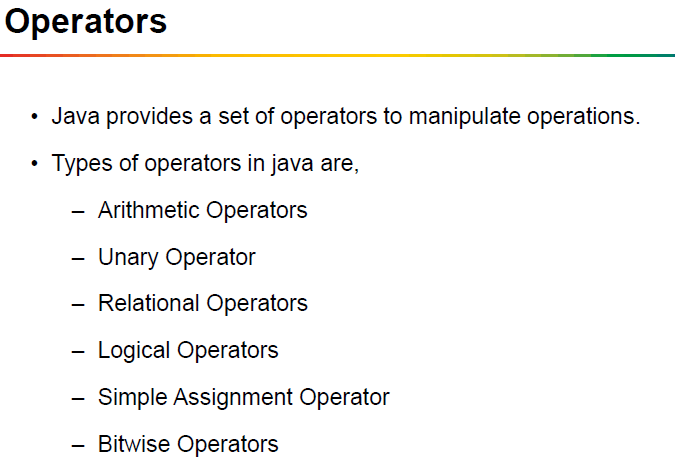 Operators
• Java provides a set of operators to manipulate operations.
• Types of operators in java are,
– Arithmetic Operators
– Unary Operator
– Relational Operators
– Logical Operators
– Simple Assignment Operator
– Bitwise Operators